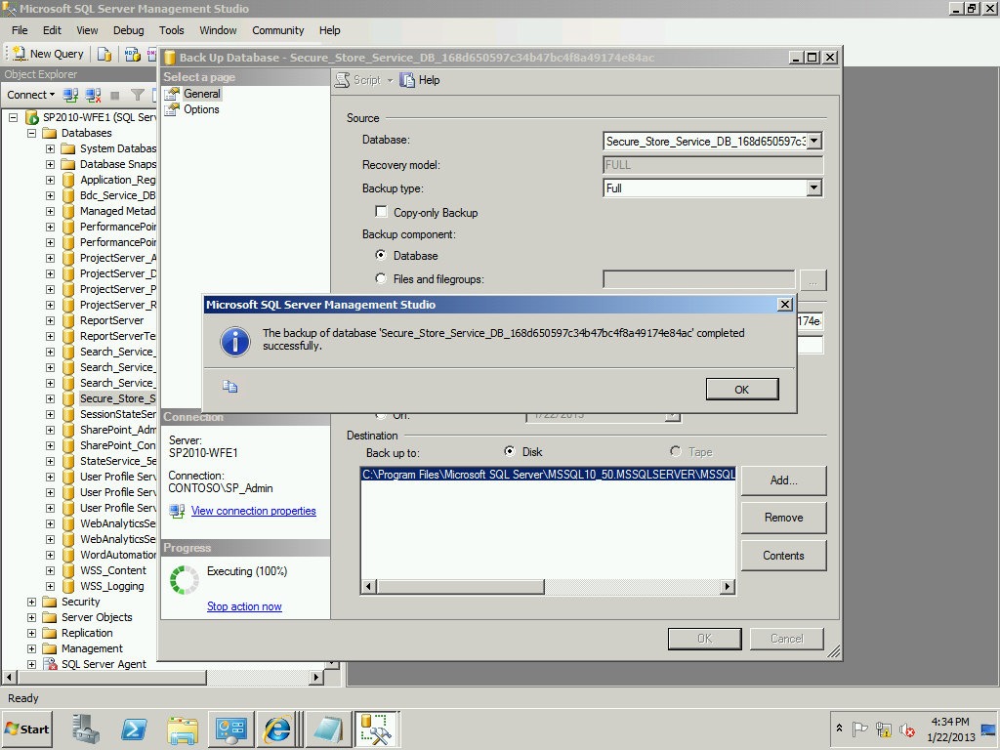 Microsoft SQL Server Management Studio
File Edit View Debug Tools Window Community Help
New Query
Object Explorer
Connect
SP2010-WFE1 (SQL Ser
Databases
System Databas
Database Snaps
Application_Reg
Bdc_Service_DB
Managed Metad
PerformancePoi
PerformancePoi
ProjectServer_A
ProjectServer_D
ProjectServer_P
ProjectServer_R
ReportServer
ReportServerTe
Search_Service_
Search_Service_
Search_Service_
Secure_Store_S
SessionStateSer
SharePoint_Adm
SharePoint_Con
StateService_5e
User Profile Serv
User Profile Serv
User Profile Serv
WebAnalyticsSe
WebAnalyticsSe
WordAutomation
WSS_Content
WSS_Logging
Security
Server Objects
Replication
Management
SQL Server Agent
Back Up Database - Secure_Store_Service_DB_168d650597c34b47bc4f8a49174e84ac
Select a page
General
Options
Script Help
Source
Database: Secure_Store_Service_DB_168d650597c3
Recovery model: FULL
Backup type: Full
Copy-only Backup
Backup component:
Database
Files and filegroups: ...
174e8
Microsoft SQL Server Management Studio
The backup of database 'Secure_Store_Service_DB_168d650597c34b47bc4f8a49174e84ac' completed
successfully.
OK
On: 1/22/2013
Destination
Back up to: Disk Tape
C:\Program Files\Microsoft SQL Server\MSSQL10_50.MSSQLSERVER\MSSQL
Add...
Remove
Contents
Connection
Server:
SP2010-WFE1
Connection:
CONTOSO\SP_Admin
View connection properties
Progress
Executing (100%)
Stop action now
OK Cancel
Ready
Start
4:34 PM
1/22/2013